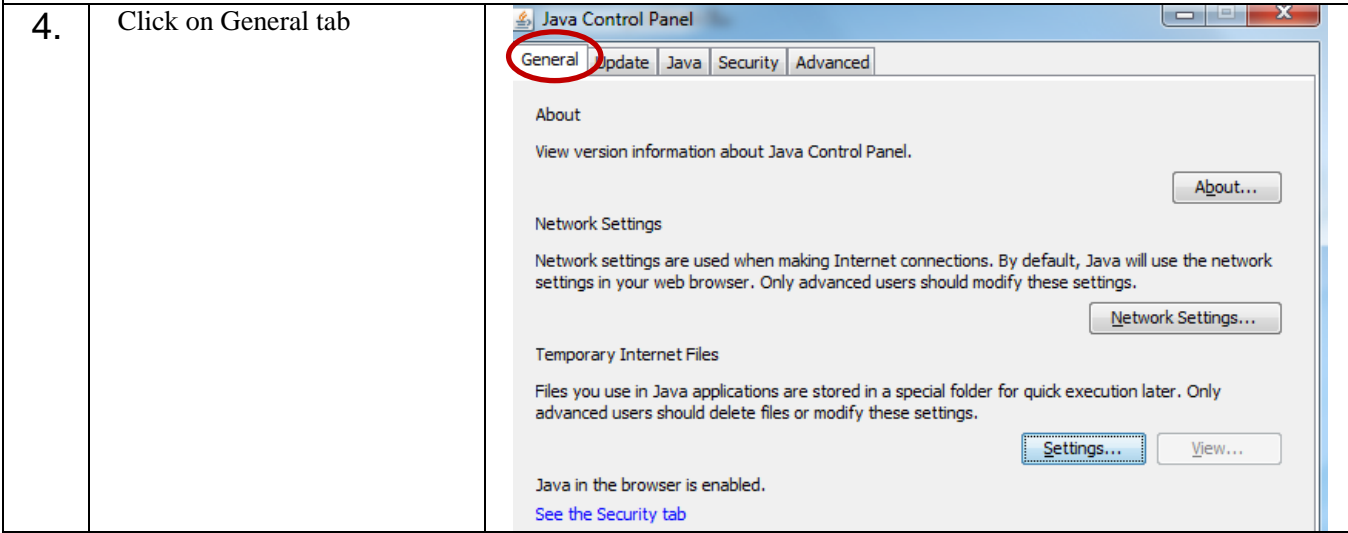 4.
Click on General tab
Java Control Panel
General Update Java Security Advanced
About
View version information about Java Control Panel.
About...
Network Settings
Network settings are used when making Internet connections. By default, Java will use the network
settings in your web browser. Only advanced users should modify these settings.
Network Settings...
Temporary Internet Files
Files you use in Java applications are stored in a special folder for quick execution later. Only
advanced users should delete files or modify these settings.
Settings... View...
Java in the browser is enabled.
See the Security tab